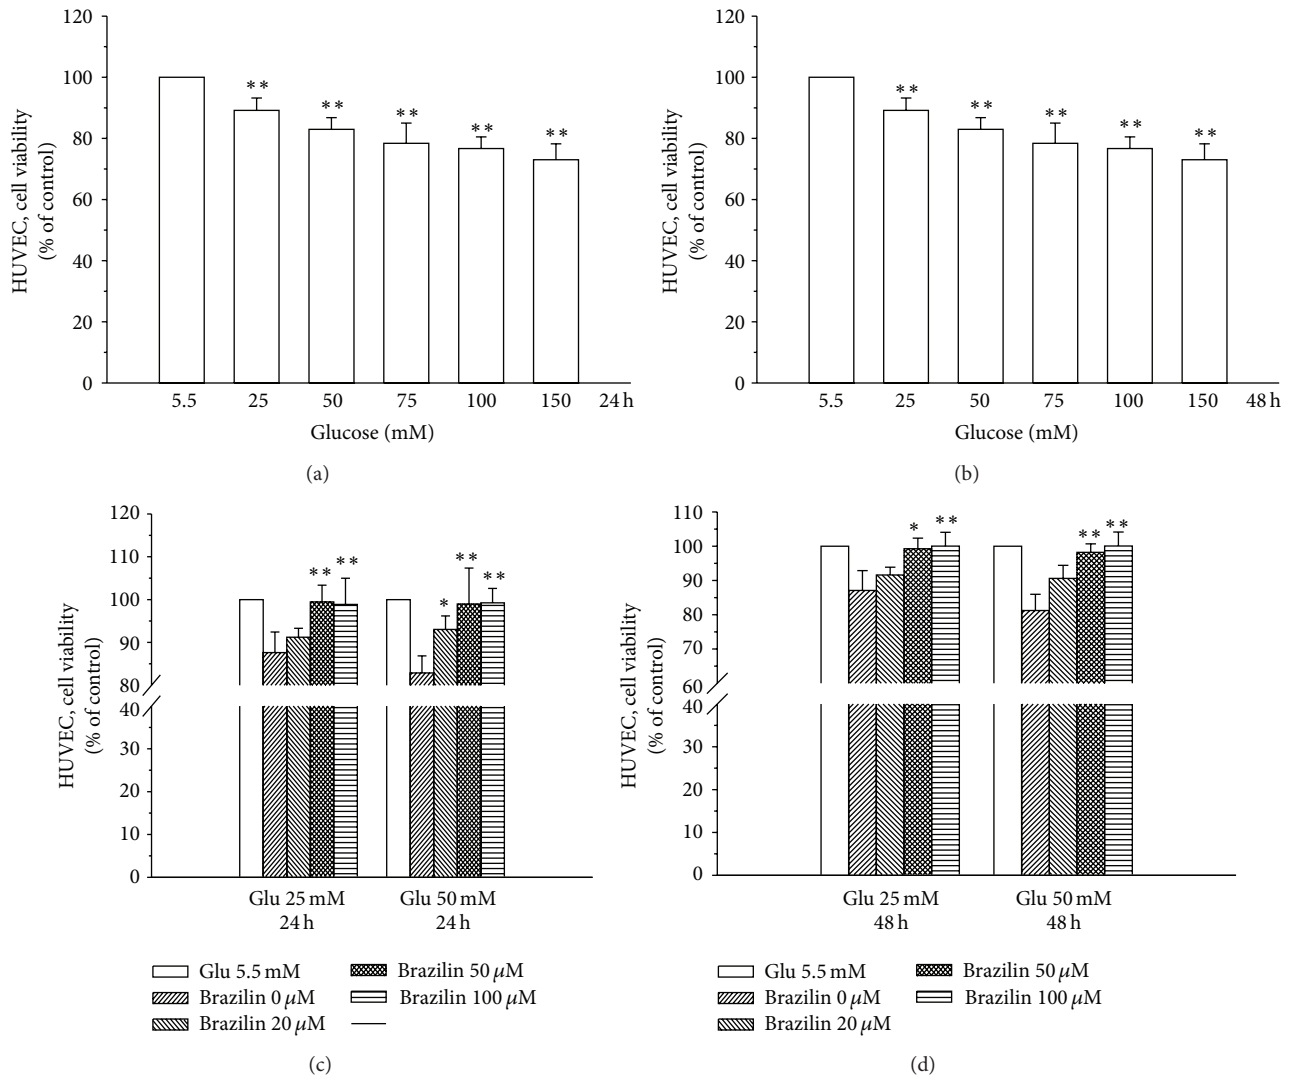 120
100
80
60
40
20
0
HUVEC, cell viability
(% of control)
**
**
**
**
**
5.5 25 50 75 100 150 24 h
Glucose (mM)
(a)
120
100
80
60
40
20
0
HUVEC, cell viability
(% of control)
**
**
**
**
**
5.5 25 50 75 100 150 48 h
Glucose (mM)
(b)
120
110
100
90
80
40
30
20
10
0
HUVEC, cell viability
(% of control)
**
**
*
**
**
Glu 25 mM Glu 50 mM
24 h 24 h
Glu 5.5 mM
Brazilin 0 μM
Brazilin 20 μM
Brazilin 50 μM
Brazilin 100 μM
(c)
110
100
90
80
70
60
40
30
20
10
0
HUVEC, cell viability
(% of control)
*
**
**
**
Glu 25 mM Glu 50 mM
48 h 48 h
Glu 5.5 mM
Brazilin 0 μM
Brazilin 20 μM
Brazilin 50 μM
Brazilin 100 μM
(d)